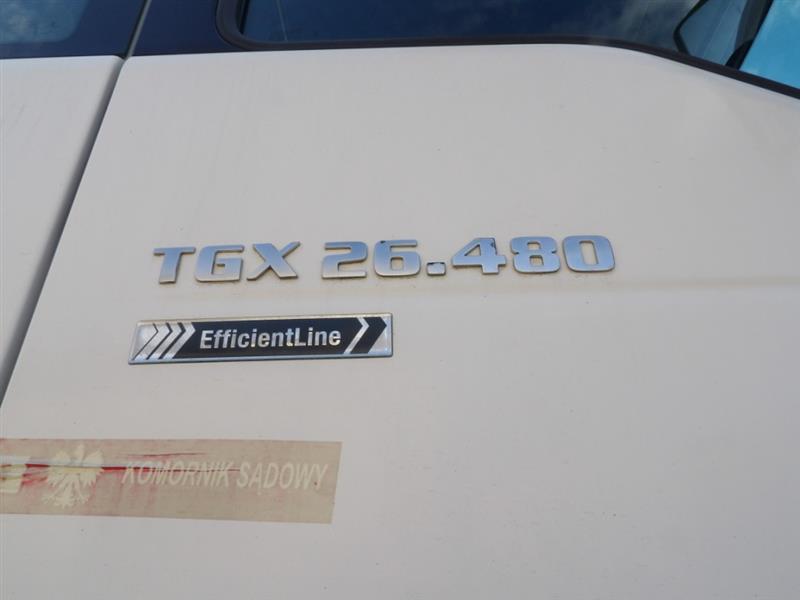 TGX 26.480
EfficientLine
KOMORNIK SĄDOWY